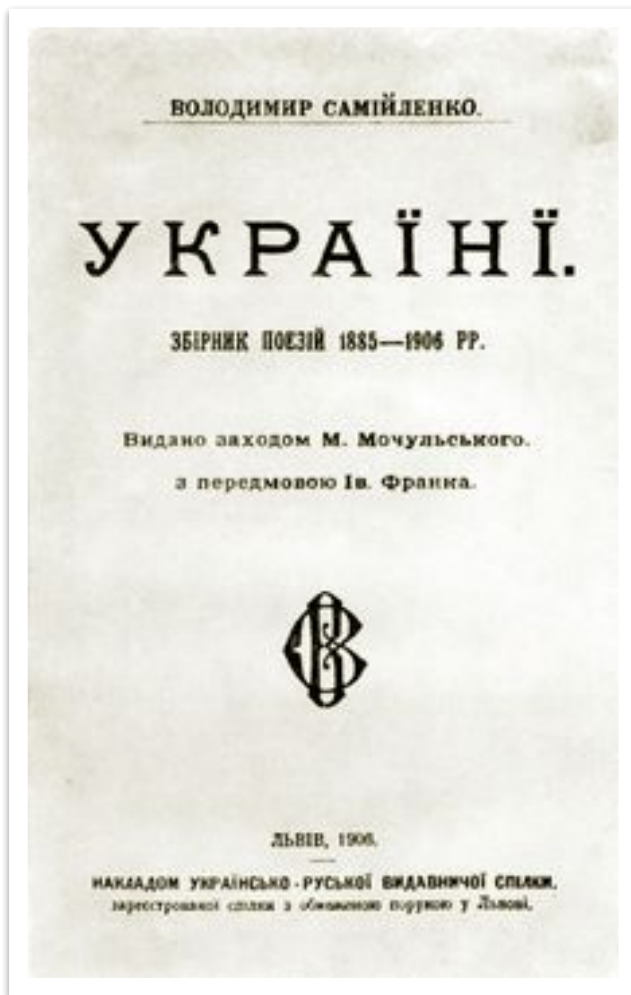 ВОЛОДИМИР САМІЙЛЕНКО.
УКРАЇНЇ.
ЗБІРНИК ПОЕЗІЙ 1885—1906 РР.
Видано заходом М. Мочульського.
з передмовою Ів. Франка.
ЛЬВІВ, 1906.
НАКЛАДОМ УКРАЇНСЬКО-РУСЬКОЇ ВИДАВНИЧОЇ СПІЛКИ,
зареєстрованої спілки з обмеженою порукою у Львові.